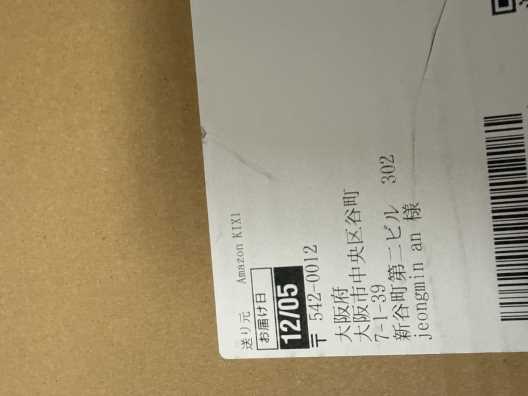 送り元 Amazon KIX1
お届け日
12/05
〒 542-0012
大阪府
大阪市中央区谷町
7-1-39
新谷町第二ビル 302
jeongmin an 様